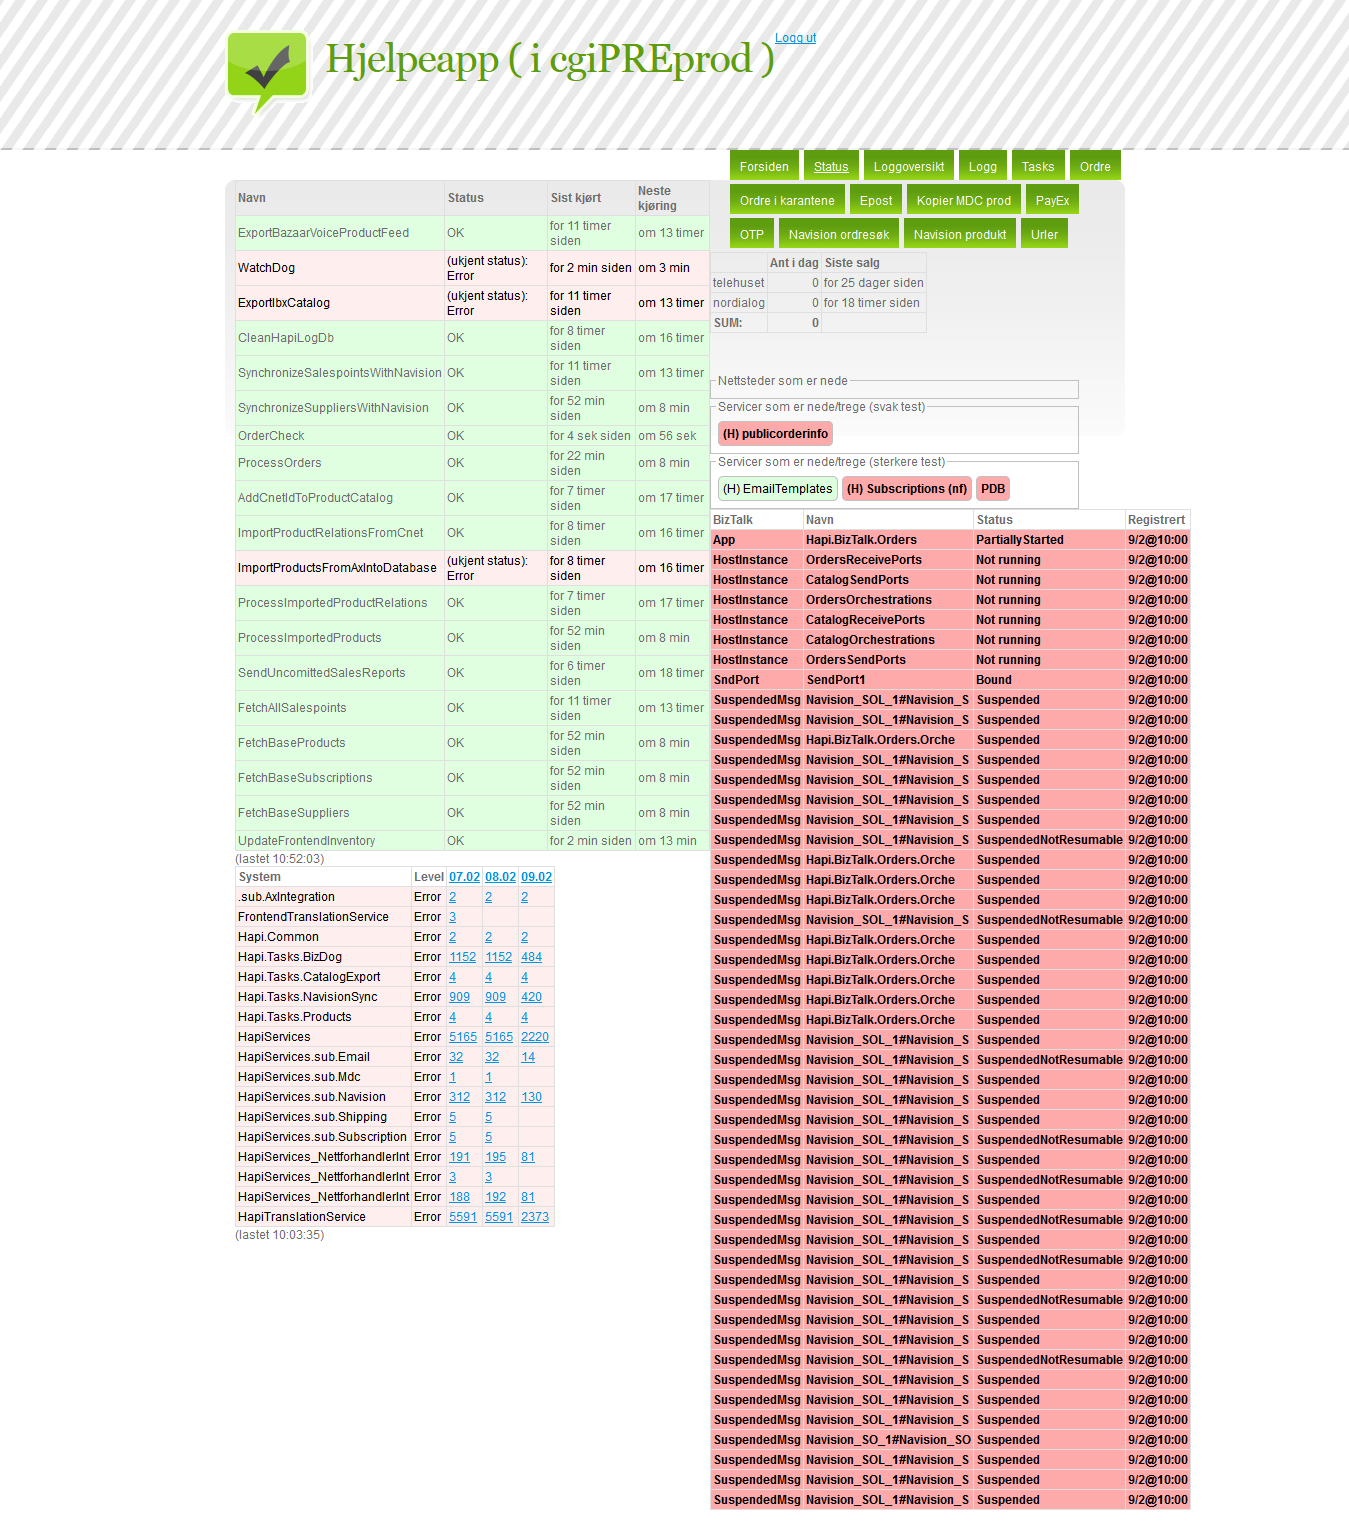 Hjelpeapp ( i cgiPREprod )
Logg ut
Forsiden Status Loggoversikt Logg Tasks Ordre
Ordre i karantene Epost Kopier MDC prod PayEx
OTP Navision ordresøk Navision produkt Urler
Navn Status Sist kjørt Neste kjøring
ExportBazaarVoiceProductFeed OK for 11 timer siden om 13 timer
WatchDog (ukjent status): Error for 2 min siden om 3 min
ExportIbxCatalog (ukjent status): Error for 11 timer siden om 13 timer
CleanHapiLogDb OK for 8 timer siden om 16 timer
SynchronizeSalespointsWithNavision OK for 11 timer siden om 13 timer
SynchronizeSuppliersWithNavision OK for 52 min siden om 8 min
OrderCheck OK for 4 sek siden om 56 sek
ProcessOrders OK for 22 min siden om 8 min
AddCnetIdToProductCatalog OK for 7 timer siden om 17 timer
ImportProductRelationsFromCnet OK for 8 timer siden om 16 timer
ImportProductsFromAxIntoDatabase (ukjent status): Error for 8 timer siden om 16 timer
ProcessImportedProductRelations OK for 7 timer siden om 17 timer
ProcessImportedProducts OK for 52 min siden om 8 min
SendUncomittedSalesReports OK for 6 timer siden om 18 timer
FetchAllSalespoints OK for 11 timer siden om 13 timer
FetchBaseProducts OK for 52 min siden om 8 min
FetchBaseSubscriptions OK for 52 min siden om 8 min
FetchBaseSuppliers OK for 52 min siden om 8 min
UpdateFrontendInventory OK for 2 min siden om 13 min
(lastet 10:52:03)
System Level 07.02 08.02 09.02
.sub.AxIntegration Error 2 2 2
FrontendTranslationService Error 3
Hapi.Common Error 2 2 2
Hapi.Tasks.BizDog Error 1152 1152 484
Hapi.Tasks.CatalogExport Error 4 4 4
Hapi.Tasks.NavisionSync Error 909 909 420
Hapi.Tasks.Products Error 4 4 4
HapiServices Error 5165 5165 2220
HapiServices.sub.Email Error 32 32 14
HapiServices.sub.Mdc Error 1 1
HapiServices.sub.Navision Error 312 312 130
HapiServices.sub.Shipping Error 5 5
HapiServices.sub.Subscription Error 5 5
HapiServices_NettforhandlerInt Error 191 195 81
HapiServices_NettforhandlerInt Error 3 3
HapiServices_NettforhandlerInt Error 188 192 81
HapiTranslationService Error 5591 5591 2373
(lastet 10:03:35)
Ant i dag Siste salg
telehuset 0 for 25 dager siden
nordialog 0 for 18 timer siden
SUM: 0
Nettsteder som er nede
Servicer som er nede/trege (svak test)
(H) publicorderinfo
Servicer som er nede/trege (sterkere test)
(H) EmailTemplates (H) Subscriptions (nf) PDB
BizTalk Navn Status Registrert
App Hapi.BizTalk.Orders PartiallyStarted 9/2@10:00
HostInstance OrdersReceivePorts Not running 9/2@10:00
HostInstance CatalogSendPorts Not running 9/2@10:00
HostInstance OrdersOrchestrations Not running 9/2@10:00
HostInstance CatalogReceivePorts Not running 9/2@10:00
HostInstance CatalogOrchestrations Not running 9/2@10:00
HostInstance OrdersSendPorts Not running 9/2@10:00
SndPort SendPort1 Bound 9/2@10:00
SuspendedMsg Navision_SOL_1#Navision_S Suspended 9/2@10:00
SuspendedMsg Navision_SOL_1#Navision_S Suspended 9/2@10:00
SuspendedMsg Hapi.BizTalk.Orders.Orche Suspended 9/2@10:00
SuspendedMsg Navision_SOL_1#Navision_S Suspended 9/2@10:00
SuspendedMsg Navision_SOL_1#Navision_S Suspended 9/2@10:00
SuspendedMsg Navision_SOL_1#Navision_S Suspended 9/2@10:00
SuspendedMsg Navision_SOL_1#Navision_S Suspended 9/2@10:00
SuspendedMsg Navision_SOL_1#Navision_S SuspendedNotResumable 9/2@10:00
SuspendedMsg Hapi.BizTalk.Orders.Orche Suspended 9/2@10:00
SuspendedMsg Hapi.BizTalk.Orders.Orche Suspended 9/2@10:00
SuspendedMsg Hapi.BizTalk.Orders.Orche Suspended 9/2@10:00
SuspendedMsg Navision_SOL_1#Navision_S SuspendedNotResumable 9/2@10:00
SuspendedMsg Hapi.BizTalk.Orders.Orche Suspended 9/2@10:00
SuspendedMsg Hapi.BizTalk.Orders.Orche Suspended 9/2@10:00
SuspendedMsg Hapi.BizTalk.Orders.Orche Suspended 9/2@10:00
SuspendedMsg Hapi.BizTalk.Orders.Orche Suspended 9/2@10:00
SuspendedMsg Hapi.BizTalk.Orders.Orche Suspended 9/2@10:00
SuspendedMsg Navision_SOL_1#Navision_S Suspended 9/2@10:00
SuspendedMsg Navision_SOL_1#Navision_S SuspendedNotResumable 9/2@10:00
SuspendedMsg Navision_SOL_1#Navision_S Suspended 9/2@10:00
SuspendedMsg Navision_SOL_1#Navision_S Suspended 9/2@10:00
SuspendedMsg Navision_SOL_1#Navision_S Suspended 9/2@10:00
SuspendedMsg Navision_SOL_1#Navision_S SuspendedNotResumable 9/2@10:00
SuspendedMsg Navision_SOL_1#Navision_S Suspended 9/2@10:00
SuspendedMsg Navision_SOL_1#Navision_S SuspendedNotResumable 9/2@10:00
SuspendedMsg Navision_SOL_1#Navision_S Suspended 9/2@10:00
SuspendedMsg Navision_SOL_1#Navision_S SuspendedNotResumable 9/2@10:00
SuspendedMsg Navision_SOL_1#Navision_S Suspended 9/2@10:00
SuspendedMsg Navision_SOL_1#Navision_S SuspendedNotResumable 9/2@10:00
SuspendedMsg Navision_SOL_1#Navision_S Suspended 9/2@10:00
SuspendedMsg Navision_SOL_1#Navision_S SuspendedNotResumable 9/2@10:00
SuspendedMsg Navision_SOL_1#Navision_S Suspended 9/2@10:00
SuspendedMsg Navision_SOL_1#Navision_S Suspended 9/2@10:00
SuspendedMsg Navision_SOL_1#Navision_S SuspendedNotResumable 9/2@10:00
SuspendedMsg Navision_SOL_1#Navision_S Suspended 9/2@10:00
SuspendedMsg Navision_SOL_1#Navision_S Suspended 9/2@10:00
SuspendedMsg Navision_SOL_1#Navision_S Suspended 9/2@10:00
SuspendedMsg Navision_SO_1#Navision_SO Suspended 9/2@10:00
SuspendedMsg Navision_SOL_1#Navision_S Suspended 9/2@10:00
SuspendedMsg Navision_SOL_1#Navision_S Suspended 9/2@10:00
SuspendedMsg Navision_SOL_1#Navision_S Suspended 9/2@10:00